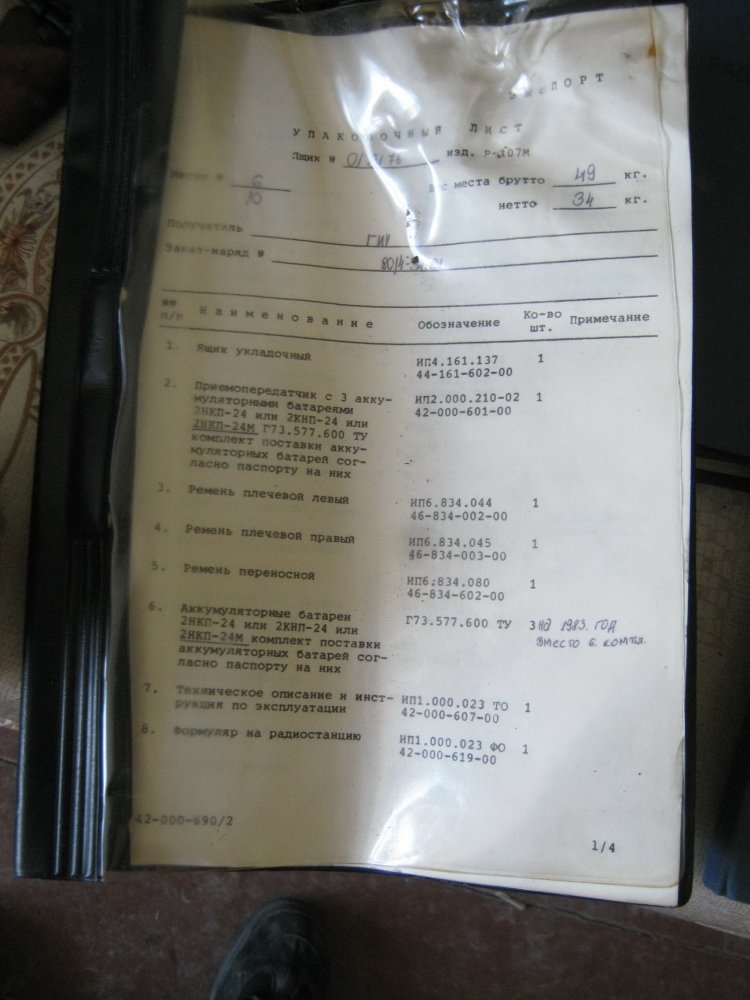 ЭКСПОРТ
УПАКОВОЧНЫЙ ЛИСТ
Ящик № изд. Р-107М
Место № 6 Вес места брутто 49 кг.
10 нетто 34 кг.
Получатель ГИУ
Заказ-наряд №
№№ п/п Наименование Обозначение Ко-во шт. Примечание
1. Ящик укладочный ИП4.161.137 1
44-161-602-00
2. Приемопередатчик с 3 акку- ИП2.000.210-02 1
муляторными батареями 42-000-601-00
2НКП-24 или 2КНП-24 или
2НКП-24М Г73.577.600 ТУ
комплект поставки акку-
муляторных батарей сог-
ласно паспорту на них
3. Ремень плечевой левый ИП6.834.044 1
46-834-002-00
4. Ремень плечевой правый ИП6.834.045 1
46-834-003-00
5. Ремень переносной ИП6.834.080 1
46-834-602-00
6. Аккумуляторные батареи Г73.577.600 ТУ 3 на 1983. год
2НКП-24 или 2КНП-24 или вместо 6. компл.
2НКП-24М комплект поставки
аккумуляторных батарей сог-
ласно паспорту на них
7. Техническое описание и инст- ИП1.000.023 ТО 1
рукция по эксплуатации 42-000-607-00
8. Формуляр на радиостанцию ИП1.000.023 ФО 1
42-000-619-00
42-000-690/2
1/4